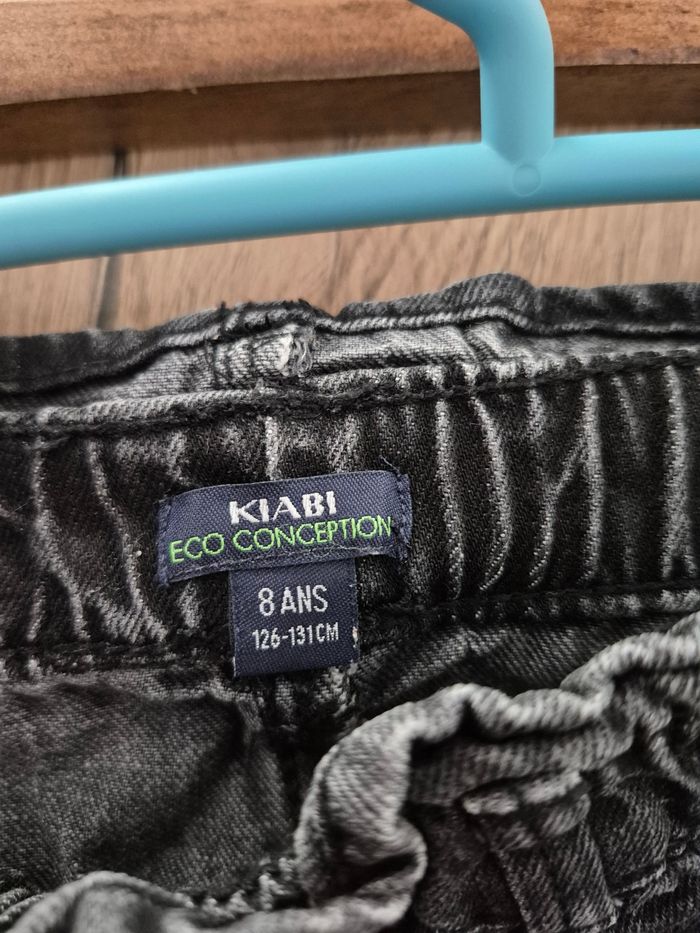 KIABI
ECO CONCEPTION
8 ANS
126-131CM